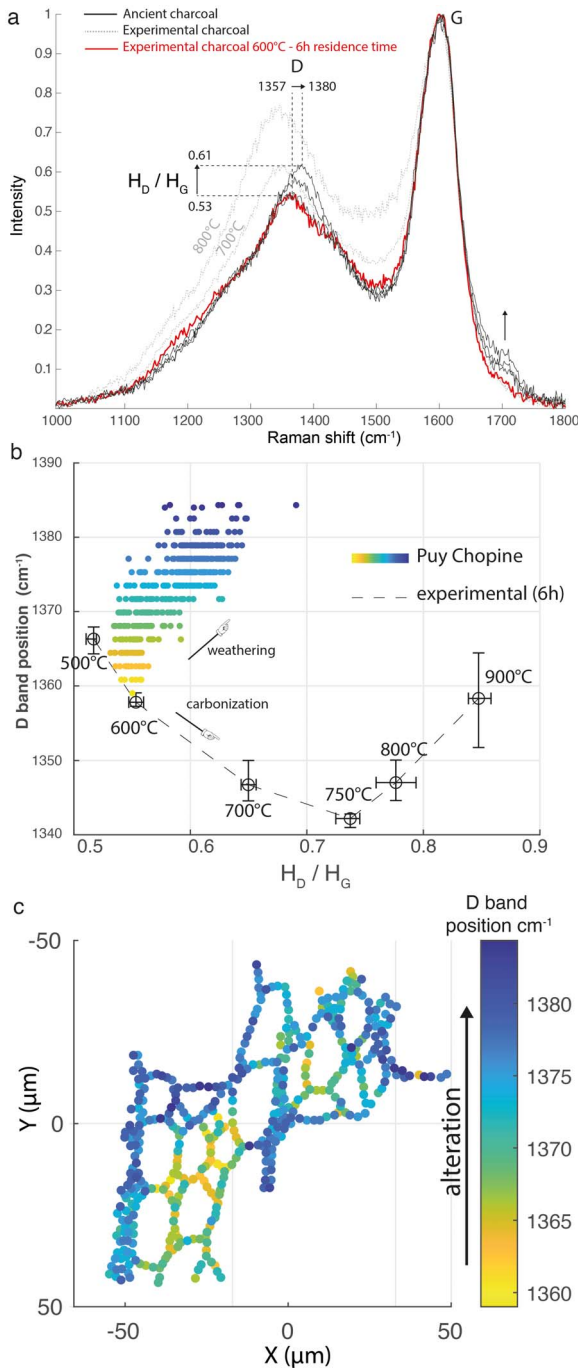 a
Ancient charcoal
Experimental charcoal
Experimental charcoal 600°C - 6h residence time
G
D
1357 → 1380
0.61
H_D / H_G
0.53
800°C
700°C
Intensity
1
0.9
0.8
0.7
0.6
0.5
0.4
0.3
0.2
0.1
1000 1100 1200 1300 1400 1500 1600 1700 1800
Raman shift (cm⁻¹)
b
D band position (cm⁻¹)
1390
1380
1370
1360
1350
1340
Puy Chopine
experimental (6h)
weathering
carbonization
500°C
600°C
700°C
750°C
800°C
900°C
0.5 0.6 0.7 0.8 0.9
H_D / H_G
c
D band
position cm⁻¹
Y (µm)
-50
0
50
alteration
1380
1375
1370
1365
1360
-50 0 50
X (µm)